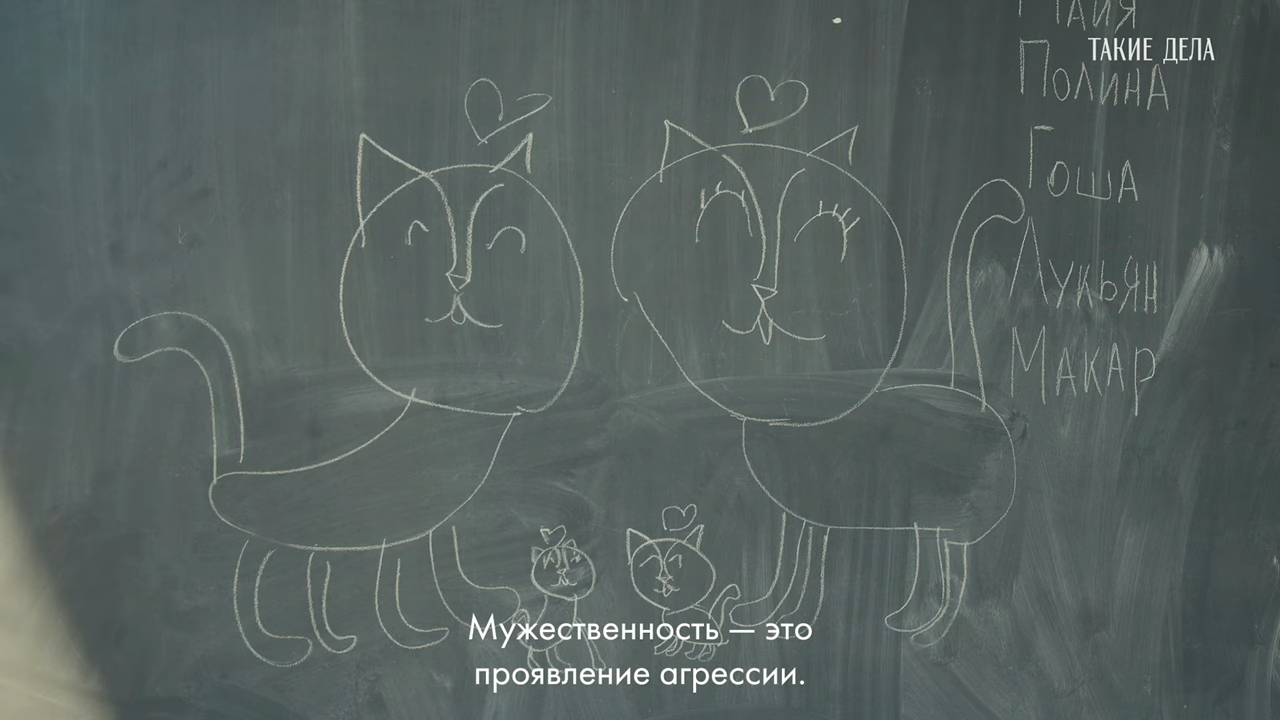 Майя
ТАКИЕ ДЕЛА
Полина
Гоша
Лукьян
Макар
Мужественность — это
проявление агрессии.